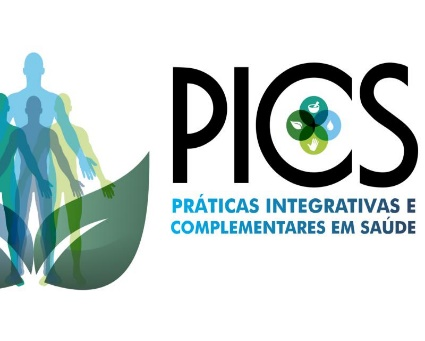 PICS
PRÁTICAS INTEGRATIVAS E
COMPLEMENTARES EM SAÚDE